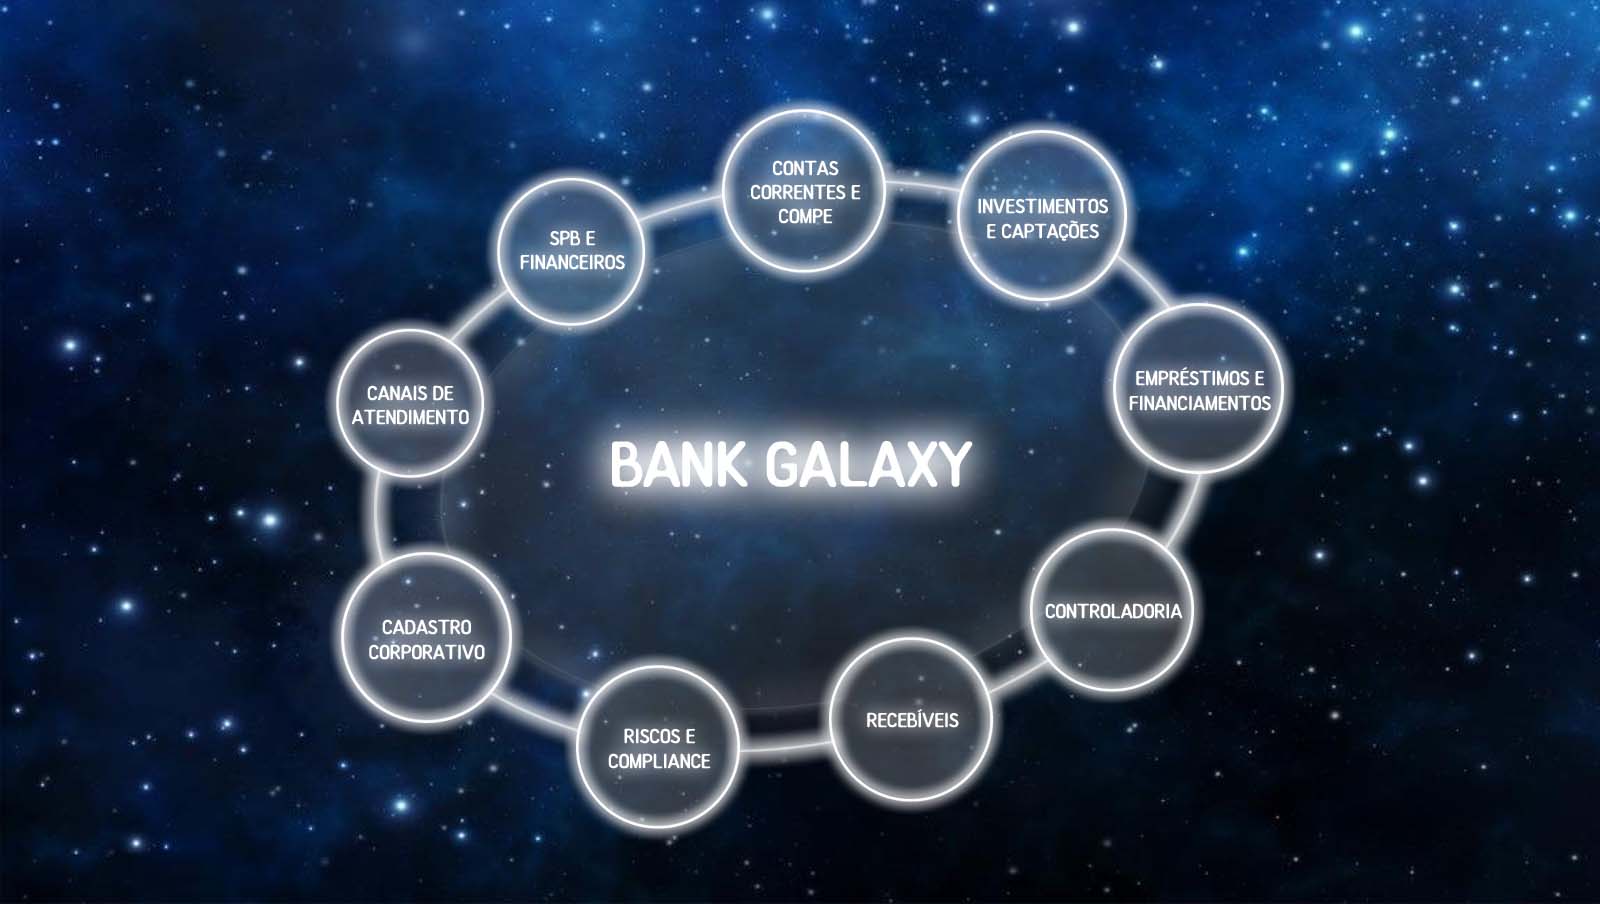 CONTAS
CORRENTES E
COMPE
INVESTIMENTOS
E CAPTAÇÕES
SPB E
FINANCEIROS
EMPRÉSTIMOS E
FINANCIAMENTOS
CANAIS DE
ATENDIMENTO
BANK GALAXY
CONTROLADORIA
CADASTRO
CORPORATIVO
RECEBÍVEIS
RISCOS E
COMPLIANCE